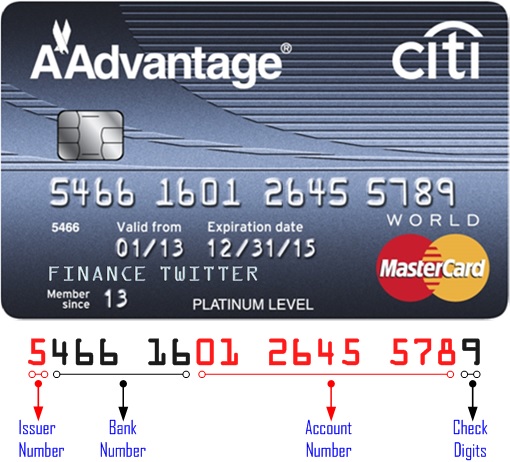 AAdvantage®
citi
5466 1601 2645 5789
WORLD
5466 Valid from Expiration date
01/13 12/31/15
FINANCE TWITTER
MasterCard
Member since 13
PLATINUM LEVEL
5466 1601 2645 5789
Issuer Bank Account Check
Number Number Number Digits